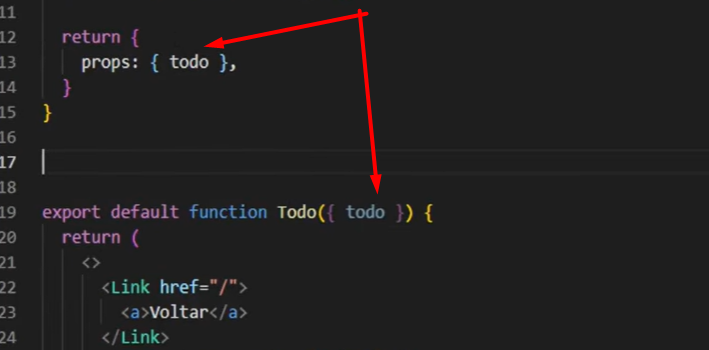 11
12 return {
13 props: { todo },
14 }
15 }
16
17
18
19 export default function Todo({ todo }) {
20 return (
21 <>
22 <Link href="/">
23 <a>Voltar</a>
24 </Link>